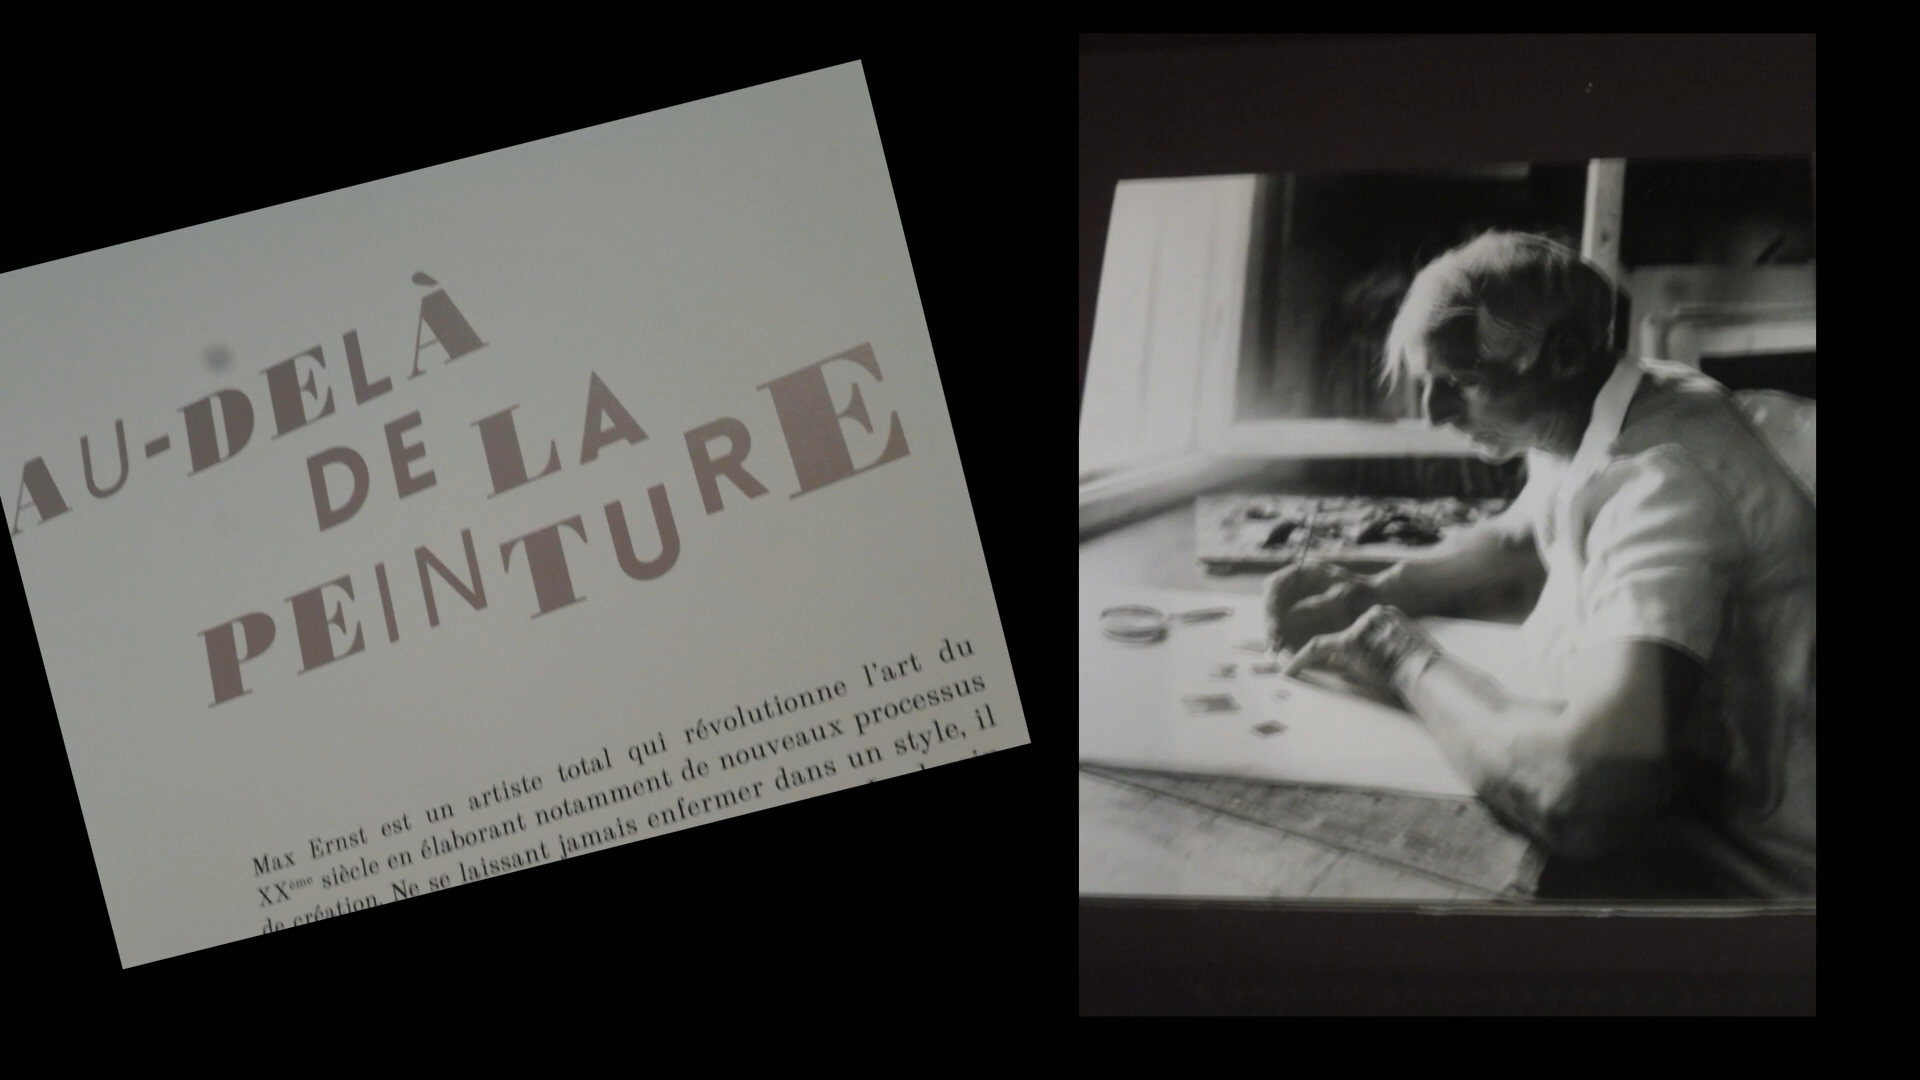 AU-DELÀ
DE LA
PEINTURE
Max Ernst est un artiste total qui révolutionne l'art du
XXème siècle en élaborant notamment de nouveaux processus
de création. Ne se laissant jamais enfermer dans un style, il